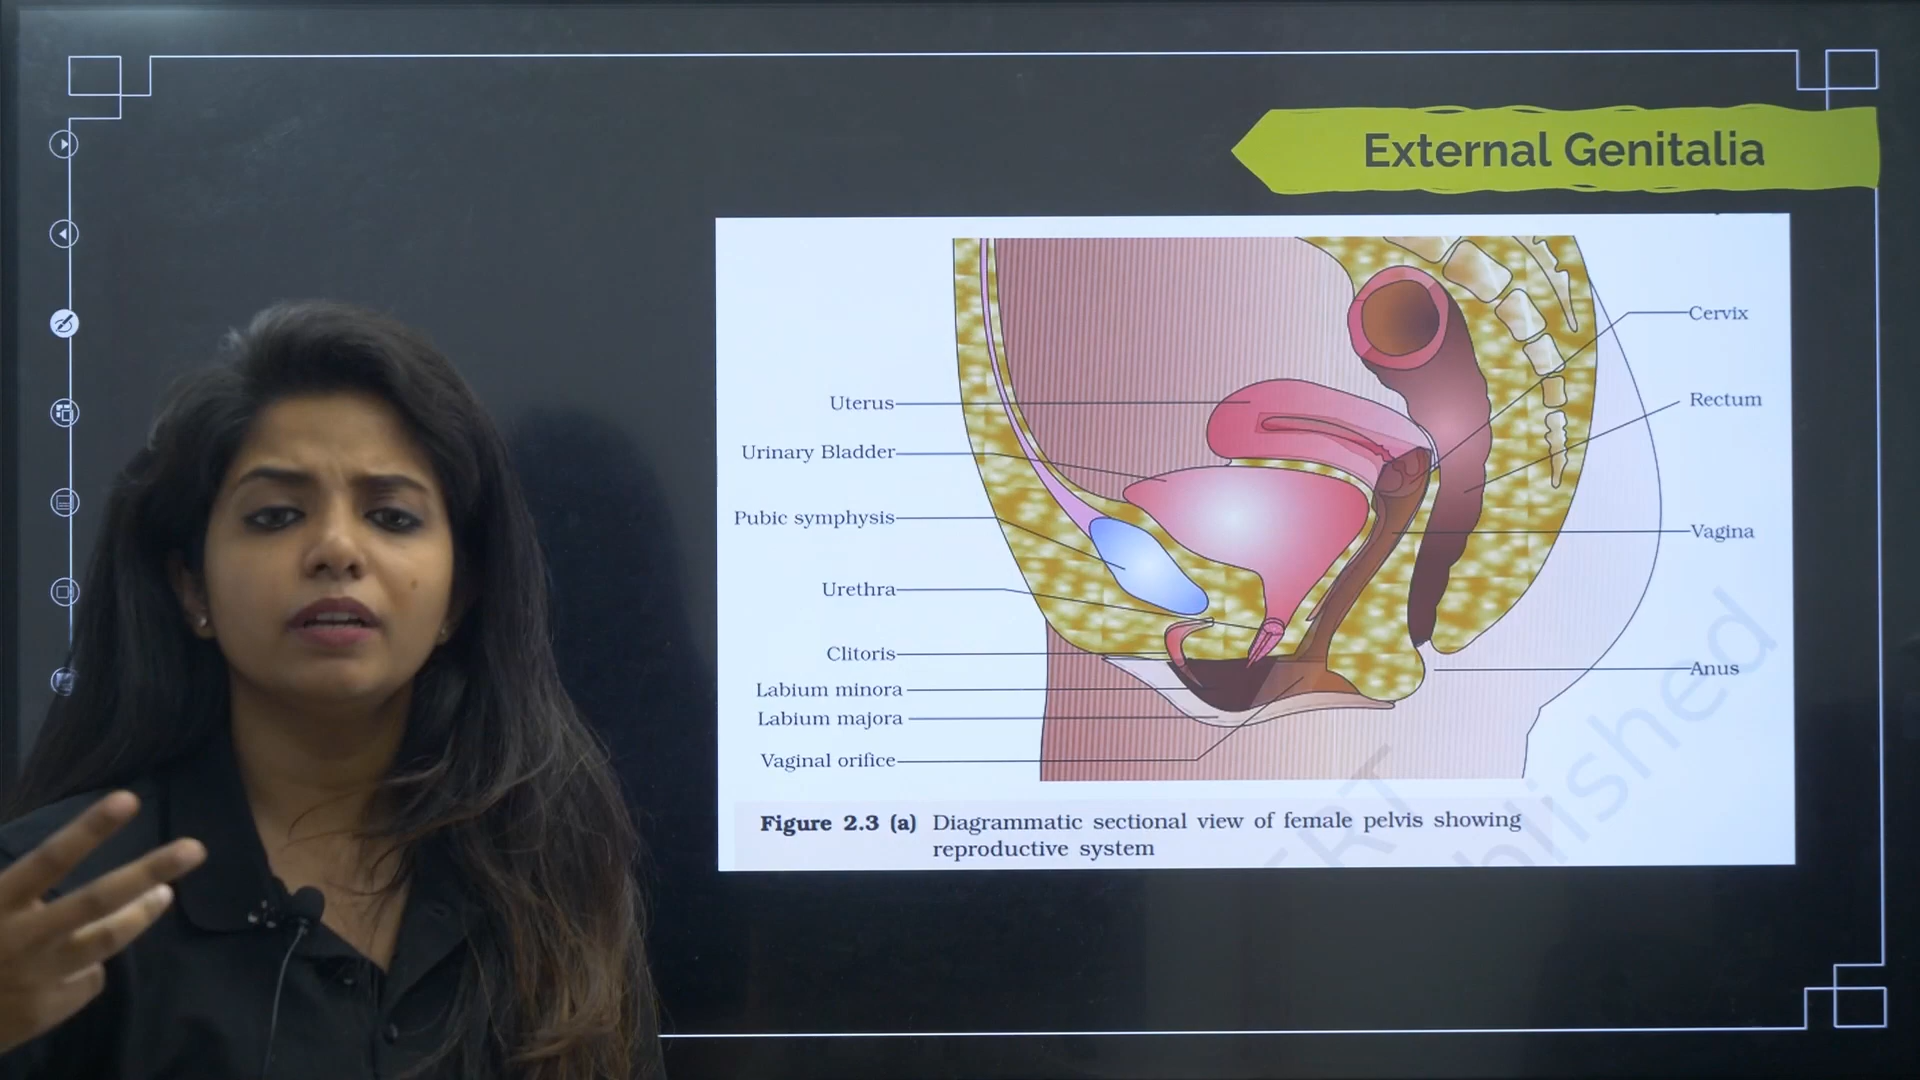 External Genitalia
Uterus
Urinary Bladder
Pubic symphysis
Urethra
Clitoris
Labium minora
Labium majora
Vaginal orifice
Cervix
Rectum
Vagina
Anus
Figure 2.3 (a) Diagrammatic sectional view of female pelvis showing
reproductive system